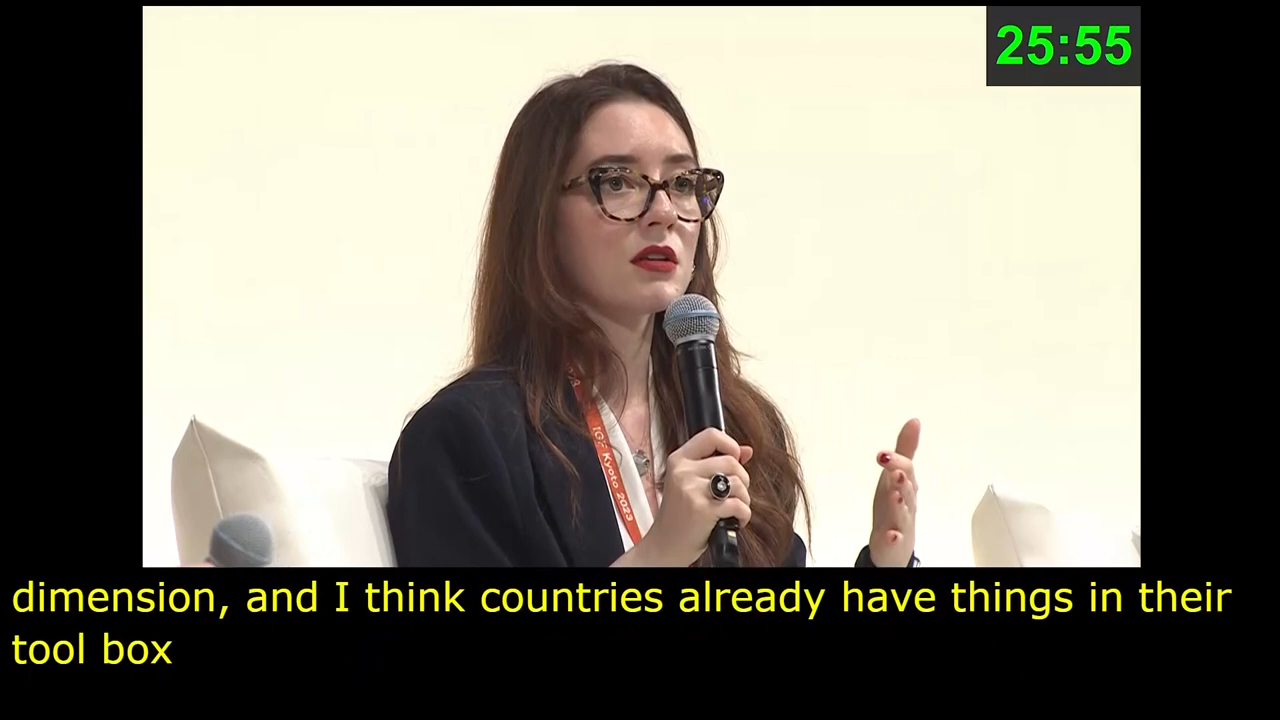 25:55
IGF Kyoto 2023
dimension, and I think countries already have things in their
tool box